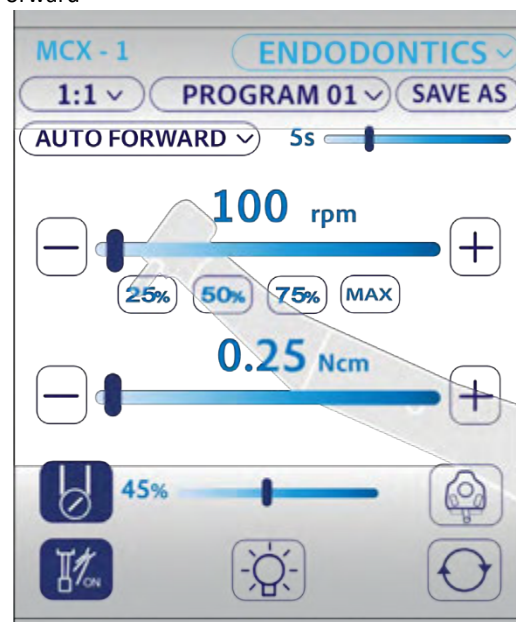 orward
MCX - 1 ENDODONTICS
1:1 PROGRAM 01 SAVE AS
AUTO FORWARD 5s
100 rpm
25% 50% 75% MAX
0.25 Ncm
45%
ON